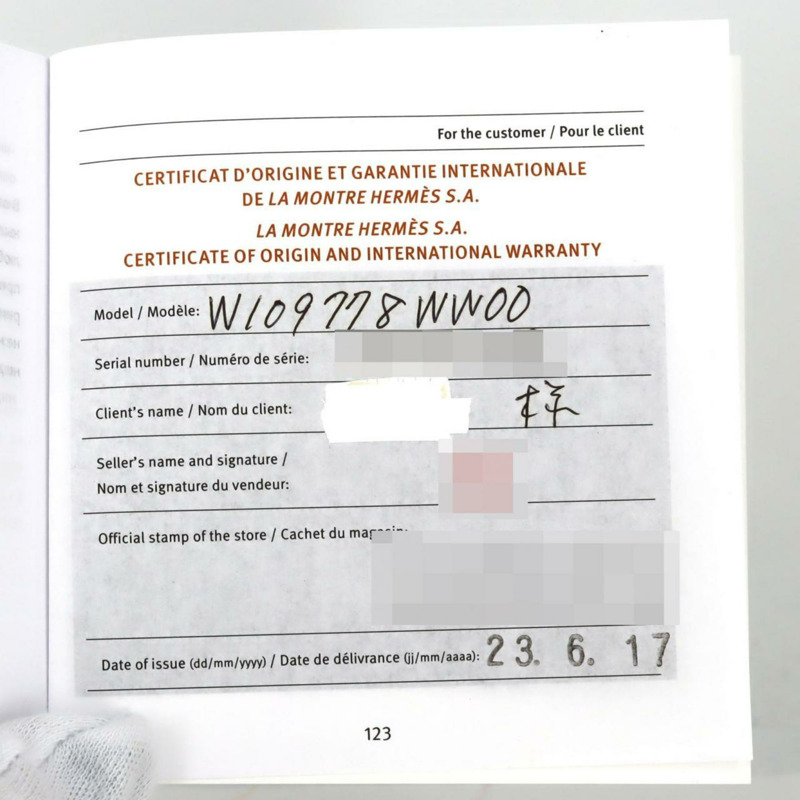 For the customer / Pour le client
CERTIFICAT D'ORIGINE ET GARANTIE INTERNATIONALE
DE LA MONTRE HERMÈS S.A.
LA MONTRE HERMÈS S.A.
CERTIFICATE OF ORIGIN AND INTERNATIONAL WARRANTY
Model / Modèle: W109778WW00
Serial number / Numéro de série:
Client's name / Nom du client: 様
Seller's name and signature /
Nom et signature du vendeur:
Official stamp of the store / Cachet du magasin:
Date of issue (dd/mm/yyyy) / Date de délivrance (jj/mm/aaaa): 23. 6. 17
123